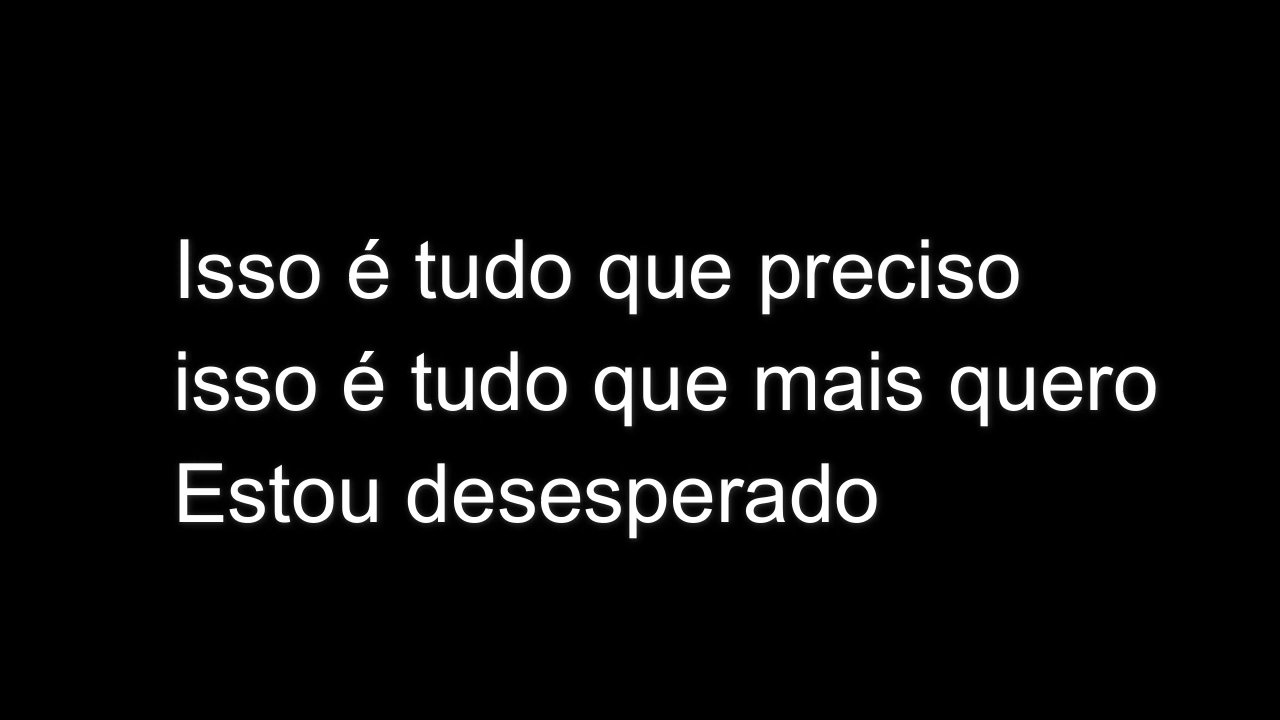 Isso é tudo que preciso
isso é tudo que mais quero
Estou desesperado